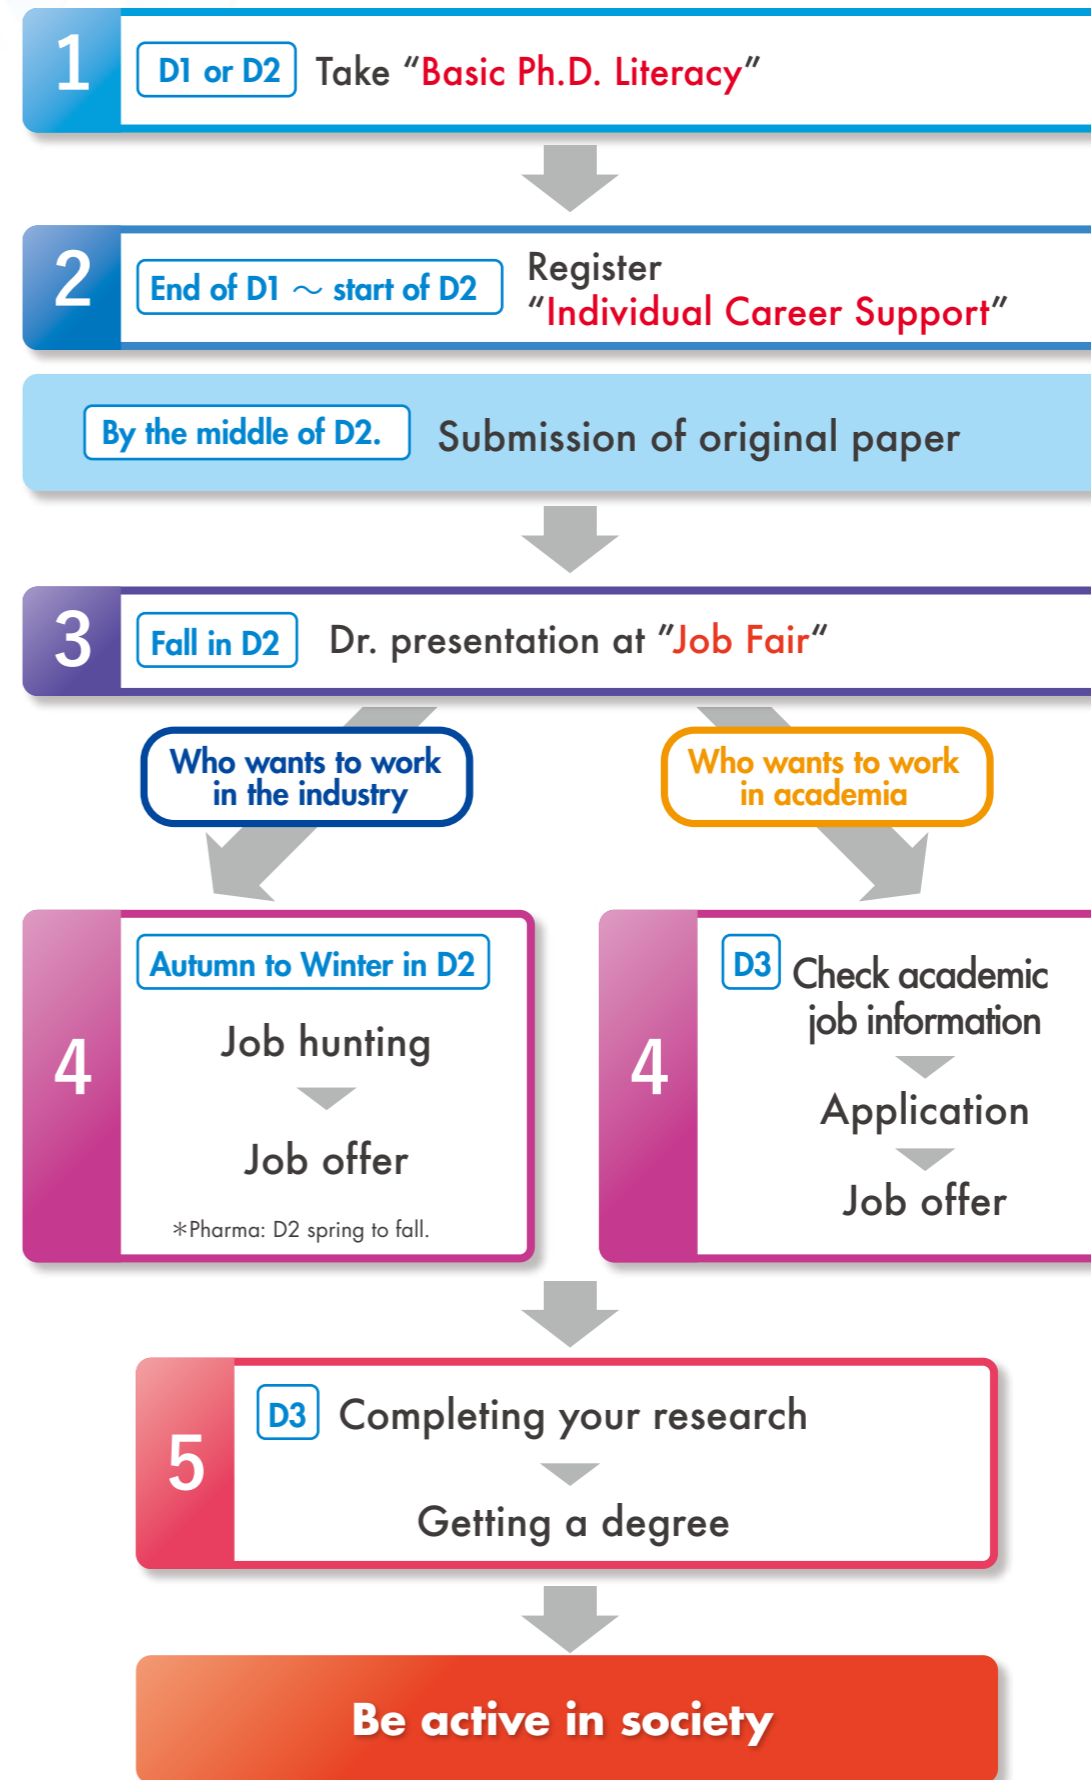 1
D1 or D2 Take “Basic Ph.D. Literacy”
2
End of D1 ～ start of D2
Register
“Individual Career Support”
By the middle of D2. Submission of original paper
3
Fall in D2 Dr. presentation at ”Job Fair“
Who wants to work
in the industry
Who wants to work
in academia
4
Autumn to Winter in D2
Job hunting
Job offer
＊Pharma: D2 spring to fall.
4
D3 Check academic
job information
Application
Job offer
5
D3 Completing your research
Getting a degree
Be active in society